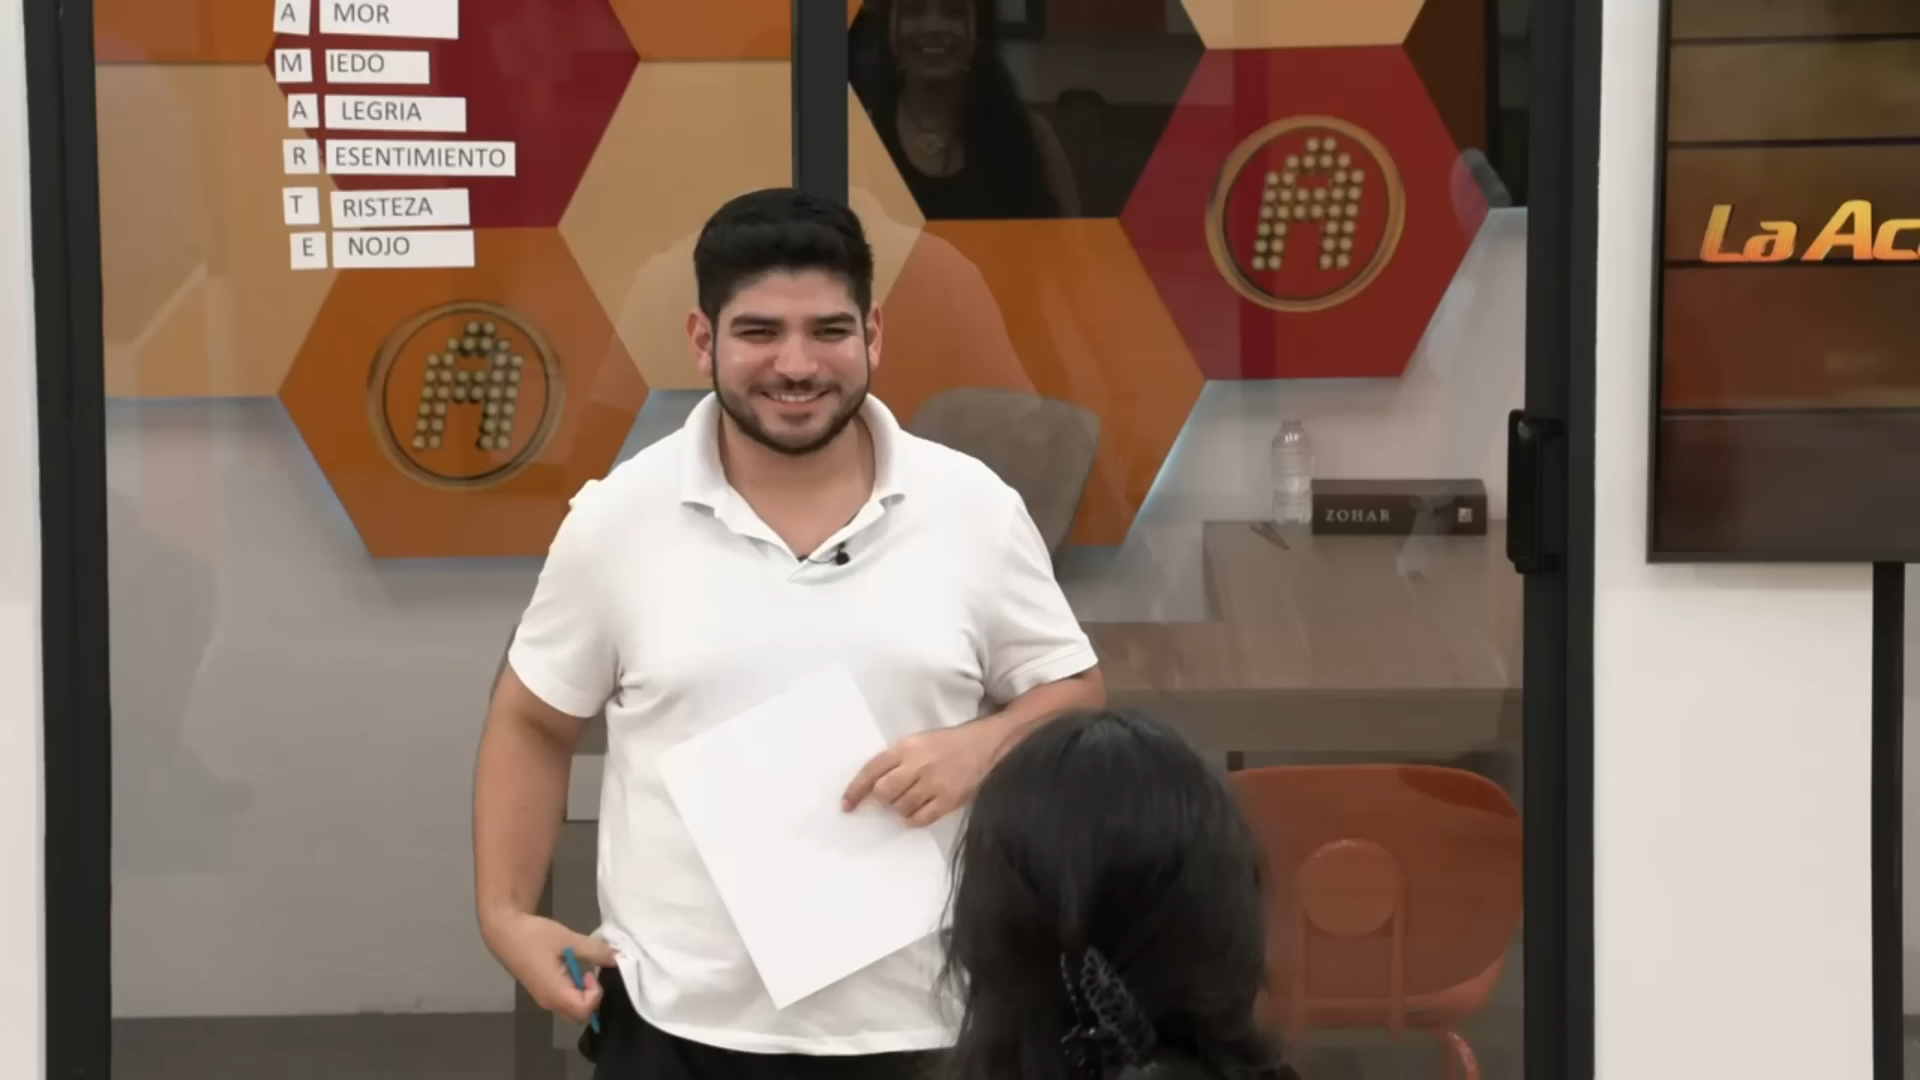 A MOR
M IEDO
A LEGRIA
R ESENTIMIENTO
T RISTEZA
E NOJO
A
A
ZOHAR
La Ac